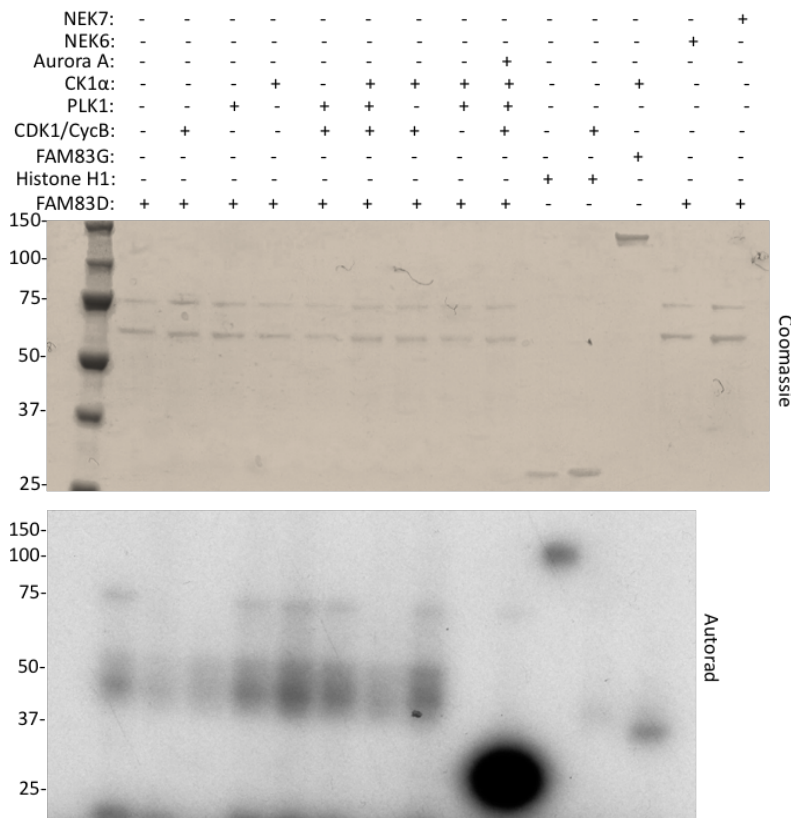 NEK7: - - - - - - - - - - - - - +
NEK6: - - - - - - - - - - - - + -
Aurora A: - - - - - - - - + - - - - -
CK1α: - - - + - + + + + - - + - -
PLK1: - - + - + + - + + - - - - -
CDK1/CycB: - + - - + + + - + - + - - -
FAM83G: - - - - - - - - - - - + - -
Histone H1: - - - - - - - - - + + - - -
FAM83D: + + + + + + + + + - - - + +
150-
100-
75-
50-
37-
25-
Coomassie
150-
100-
75-
50-
37-
25-
Autorad